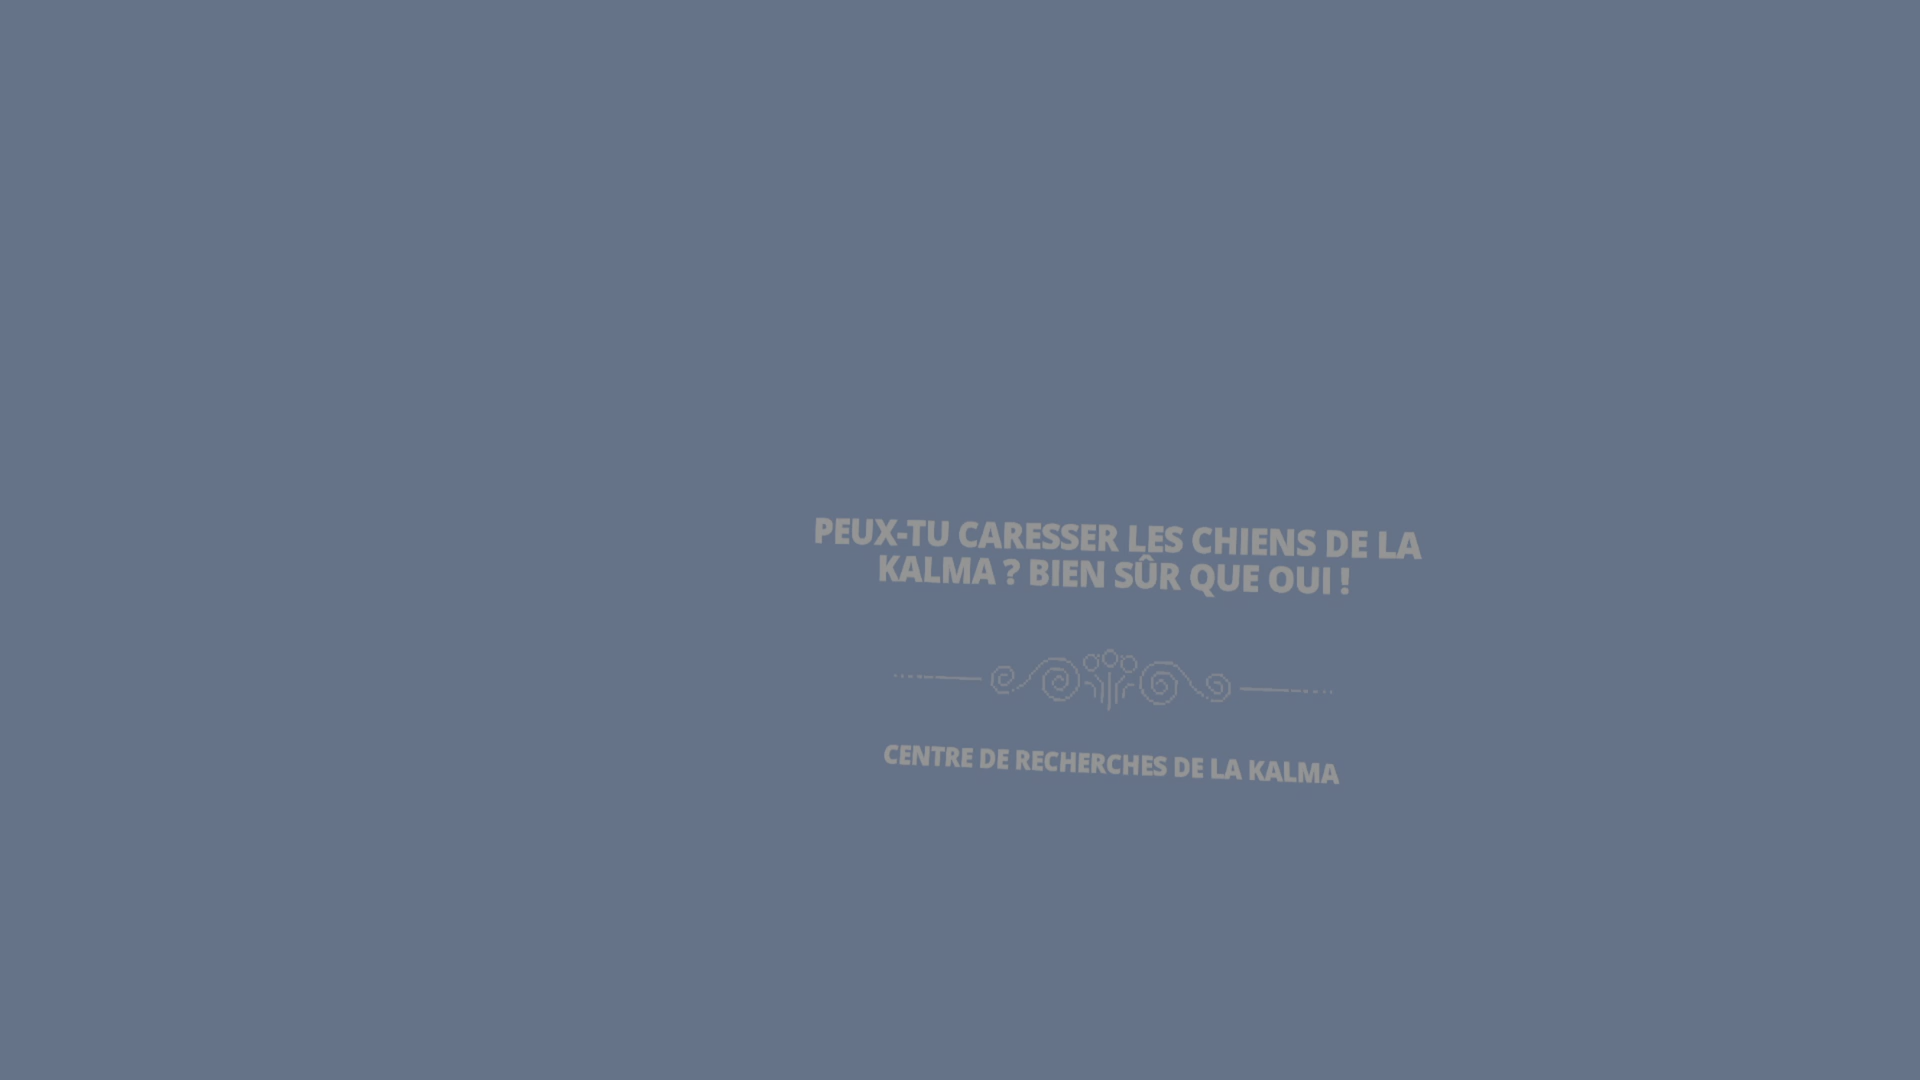 PEUX-TU CARESSER LES CHIENS DE LA
KALMA ? BIEN SÛR QUE OUI !
CENTRE DE RECHERCHES DE LA KALMA